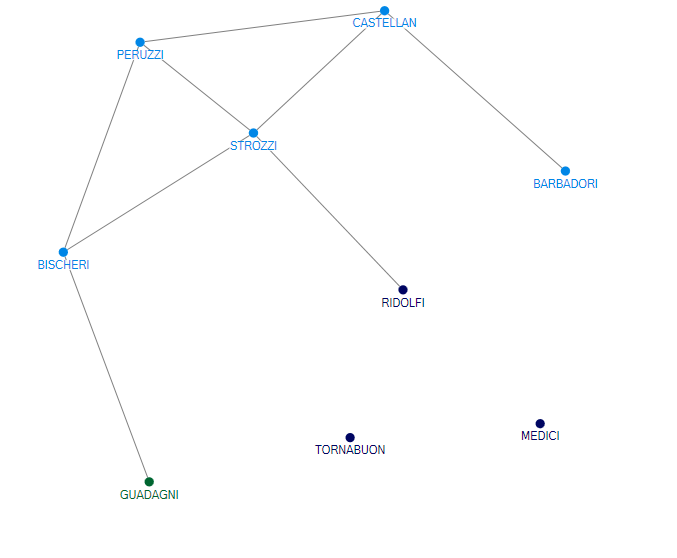 CASTELLAN
PERUZZI
STROZZI
BARBADORI
BISCHERI
RIDOLFI
MEDICI
TORNABUON
GUADAGNI